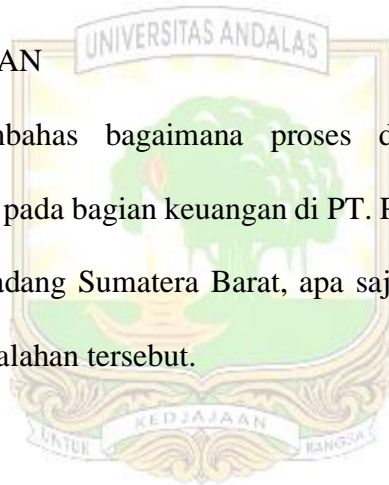 UNIVERSITAS ANDALAS
AN
nbahas bagaimana proses d
pada bagian keuangan di PT. P
adang Sumatera Barat, apa saj
alahan tersebut.
KEDJAJAAN
UNTUK BANGSA